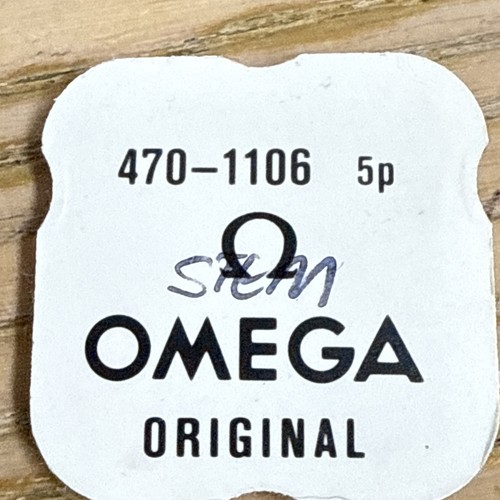 470-1106 5p
Ω
STEM
OMEGA
ORIGINAL